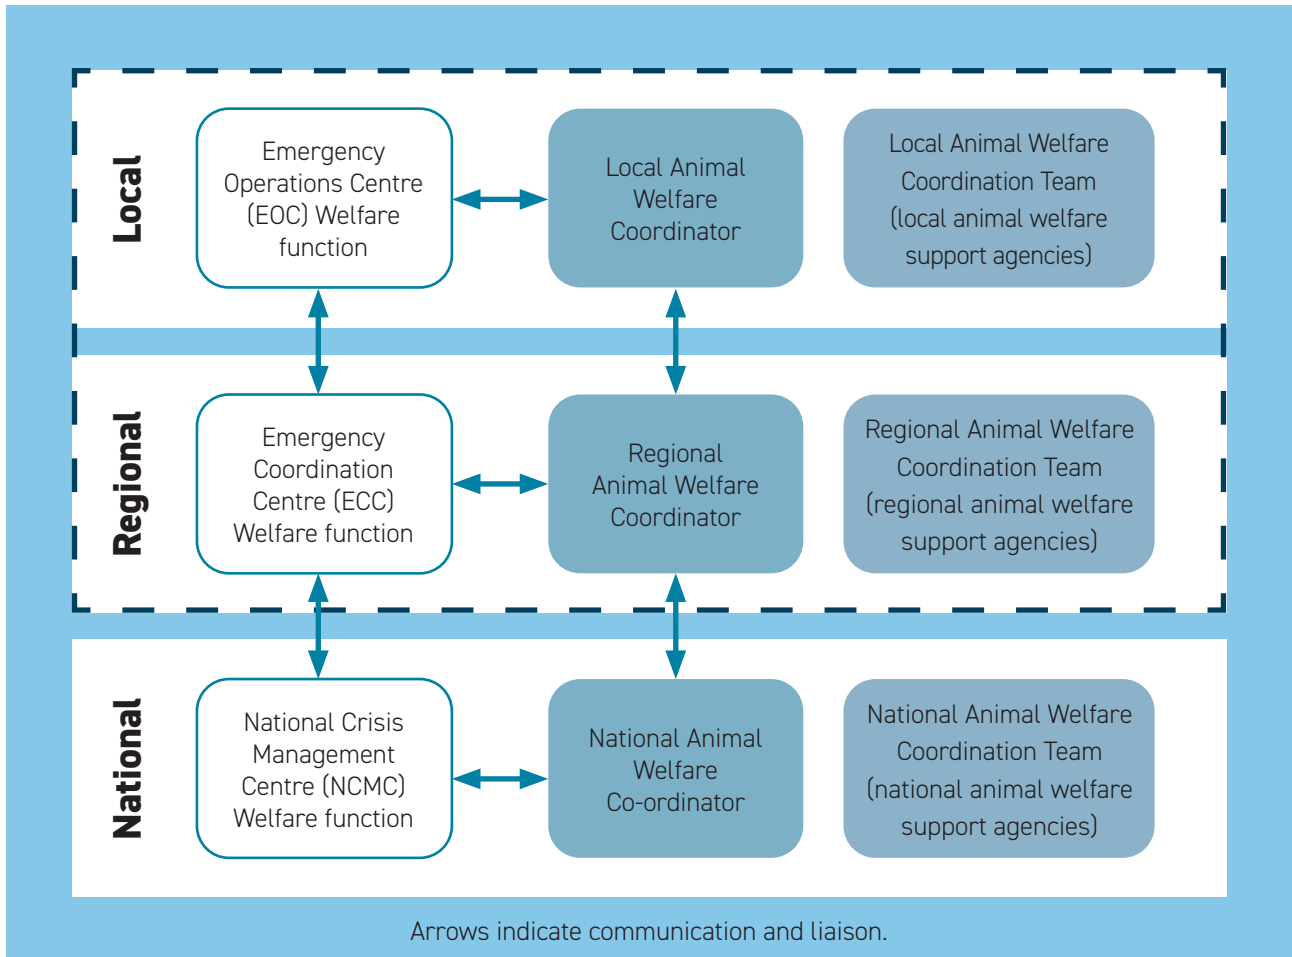 Local
Emergency
Operations Centre
(EOC) Welfare
function
Local Animal
Welfare
Coordinator
Local Animal Welfare
Coordination Team
(local animal welfare
support agencies)
Regional
Emergency
Coordination
Centre (ECC)
Welfare function
Regional
Animal Welfare
Coordinator
Regional Animal Welfare
Coordination Team
(regional animal welfare
support agencies)
National
National Crisis
Management
Centre (NCMC)
Welfare function
National Animal
Welfare
Co-ordinator
National Animal Welfare
Coordination Team
(national animal welfare
support agencies)
Arrows indicate communication and liaison.